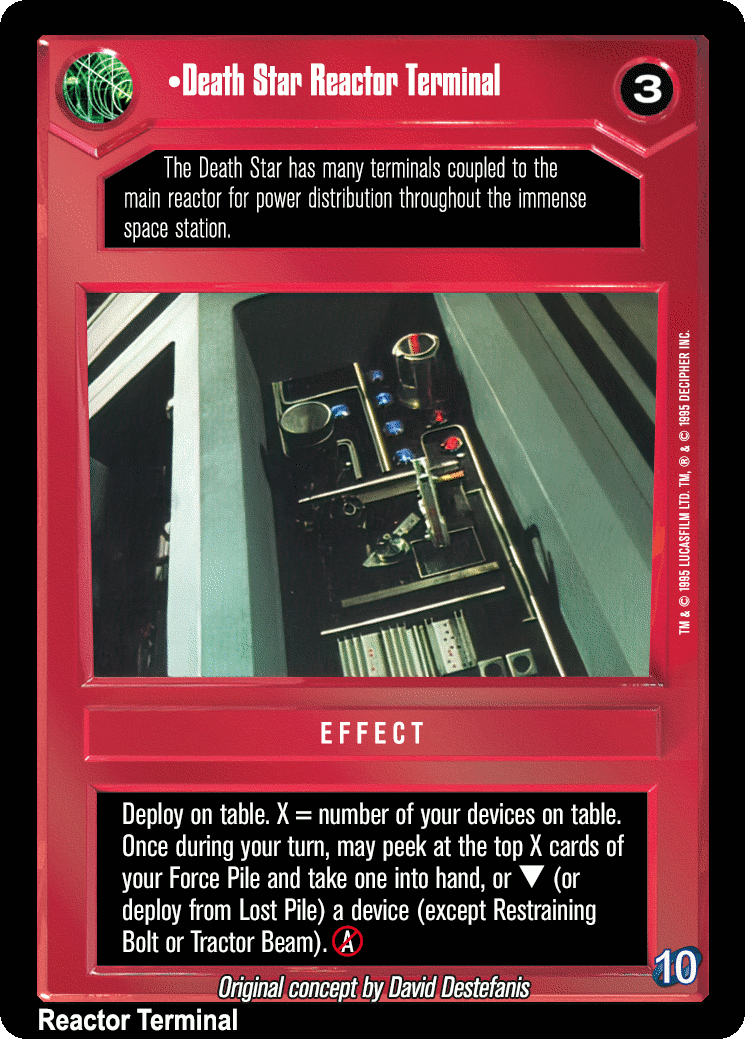 •Death Star Reactor Terminal
3
The Death Star has many terminals coupled to the
main reactor for power distribution throughout the immense
space station.
TM & © 1995 LUCASFILM LTD. TM, ® & © 1995 DECIPHER INC.
EFFECT
Deploy on table. X = number of your devices on table.
Once during your turn, may peek at the top X cards of
your Force Pile and take one into hand, or ▼ (or
deploy from Lost Pile) a device (except Restraining
Bolt or Tractor Beam). A
10
Original concept by David Destefanis
Reactor Terminal